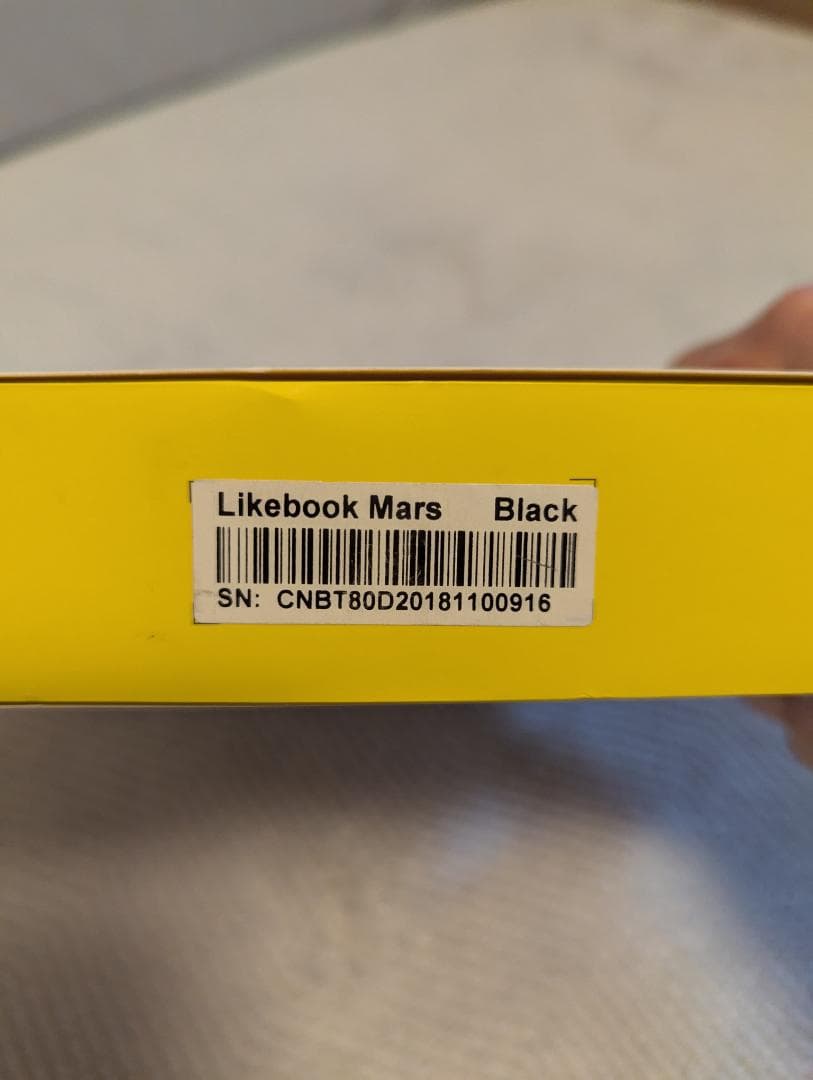 Likebook Mars Black
SN: CNBT80D20181100916